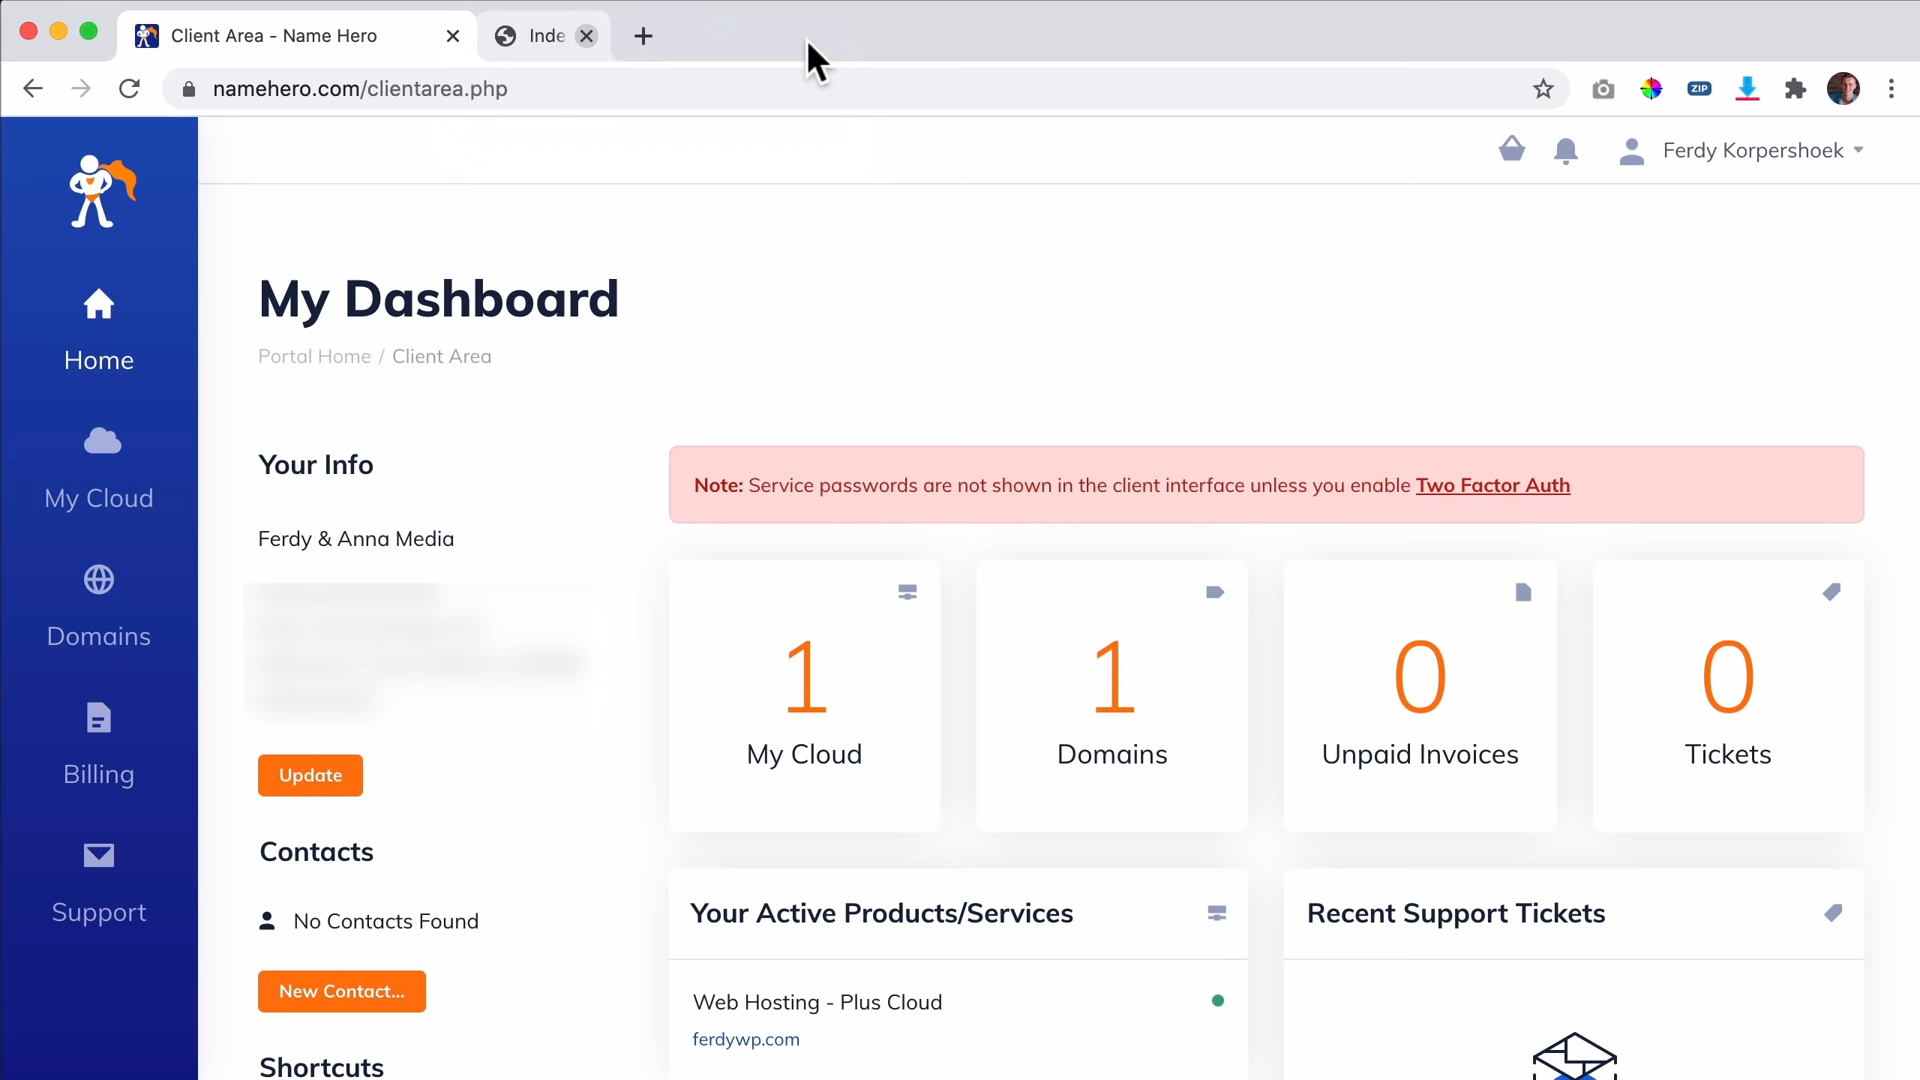 Client Area - Name Hero
Inde
namehero.com/clientarea.php
ZIP
Ferdy Korpershoek
Home
My Cloud
Domains
Billing
Support
My Dashboard
Portal Home / Client Area
Your Info
Ferdy & Anna Media
Update
Contacts
No Contacts Found
New Contact...
Shortcuts
Note: Service passwords are not shown in the client interface unless you enable Two Factor Auth
1
My Cloud
1
Domains
0
Unpaid Invoices
0
Tickets
Your Active Products/Services
Web Hosting - Plus Cloud
ferdywp.com
Recent Support Tickets